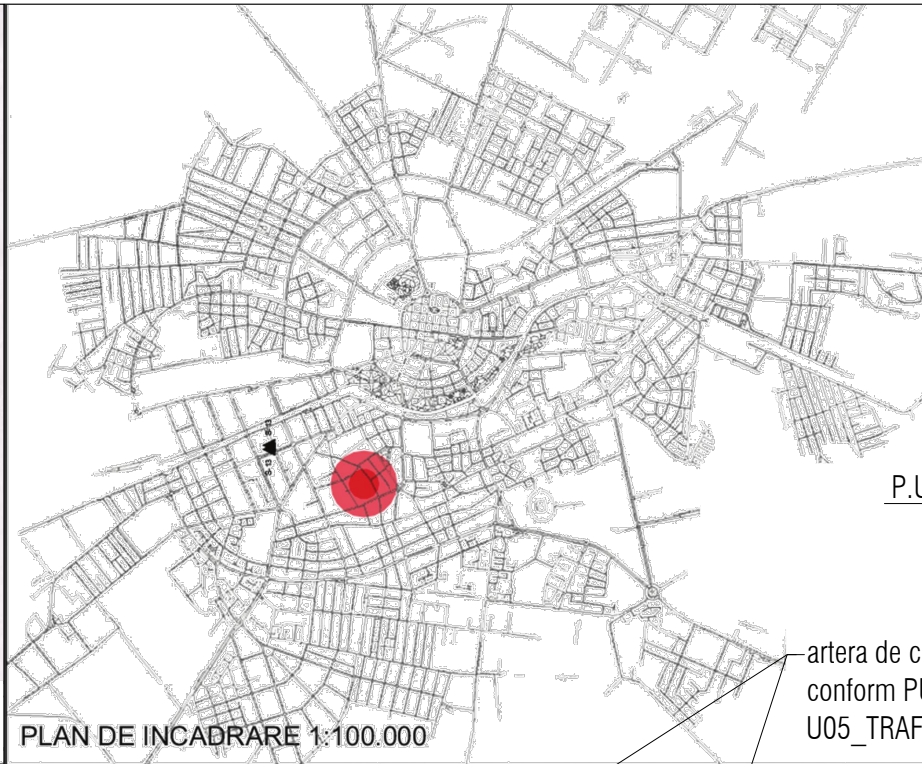 P.U
artera de c
conform PU
U05_TRAF
PLAN DE INCADRARE 1:100.000